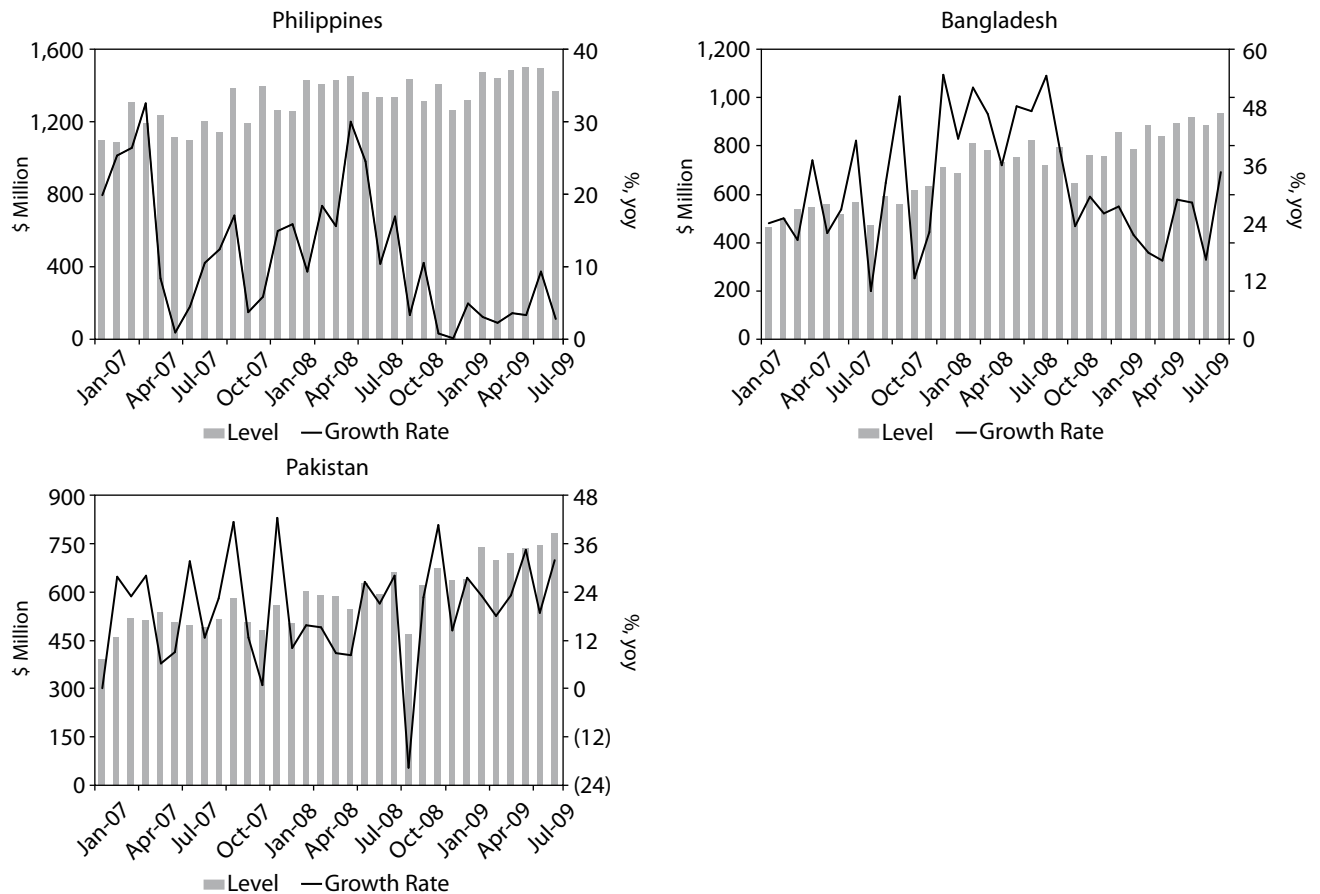 Philippines
1,600
1,200
800
400
0
$ Million
40
30
20
10
0
%, yoy
Jan-07 Apr-07 Jul-07 Oct-07 Jan-08 Apr-08 Jul-08 Oct-08 Jan-09 Apr-09 Jul-09
Level Growth Rate
Bangladesh
1,200
1,00
800
600
400
200
0
$ Million
60
48
36
24
12
0
%, yoy
Jan-07 Apr-07 Jul-07 Oct-07 Jan-08 Apr-08 Jul-08 Oct-08 Jan-09 Apr-09 Jul-09
Level Growth Rate
Pakistan
900
750
600
450
300
150
0
$ Million
48
36
24
12
0
(12)
(24)
%, yoy
Jan-07 Apr-07 Jul-07 Oct-07 Jan-08 Apr-08 Jul-08 Oct-08 Jan-09 Apr-09 Jul-09
Level Growth Rate